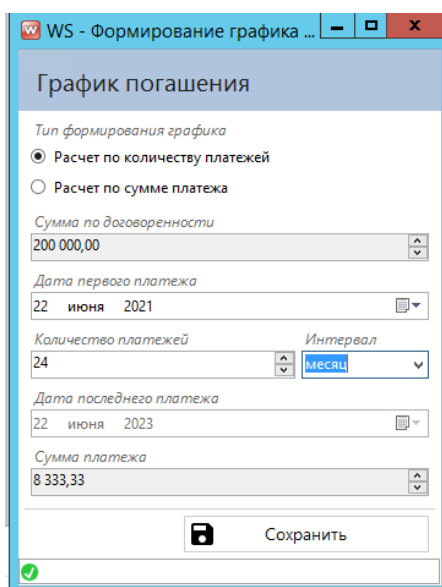 WS - Формирование графика ...
График погашения
Тип формирования графика
Расчет по количеству платежей
Расчет по сумме платежа
Сумма по договоренности
200 000,00
Дата первого платежа
22 июня 2021
Количество платежей Интервал
24 месяц
Дата последнего платежа
22 июня 2023
Сумма платежа
8 333,33
Сохранить